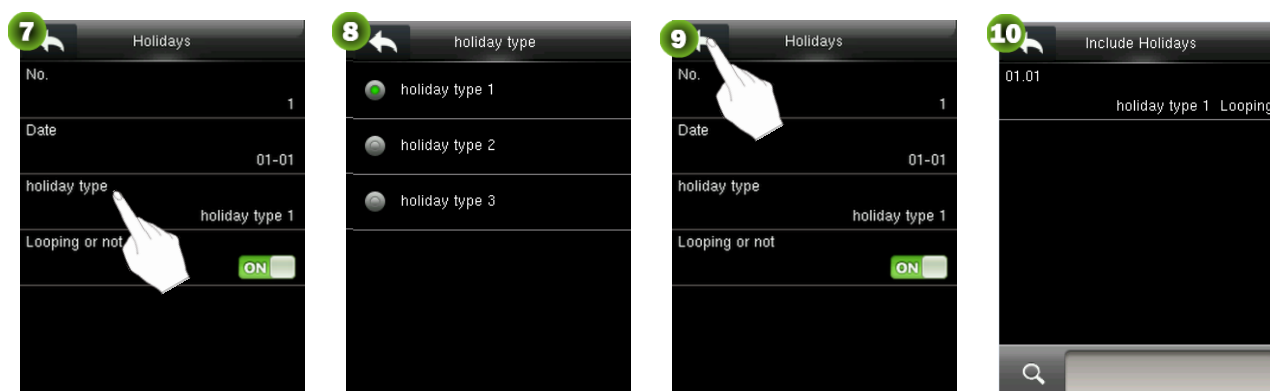 7
Holidays
No.
1
Date
01-01
holiday type
holiday type 1
Looping or not
ON
8
holiday type
holiday type 1
holiday type 2
holiday type 3
9
Holidays
No.
1
Date
01-01
holiday type
holiday type 1
Looping or not
ON
10
Include Holidays
01.01
holiday type 1 Looping